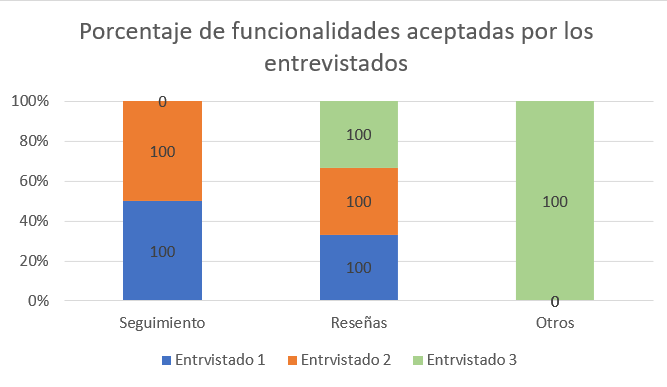 Porcentaje de funcionalidades aceptadas por los
entrevistados
100%
80%
60%
40%
20%
0%
0
100
100
100
100
100
100
0
Seguimiento
Reseñas
Otros
Entrvistado 1
Entrvistado 2
Entrvistado 3